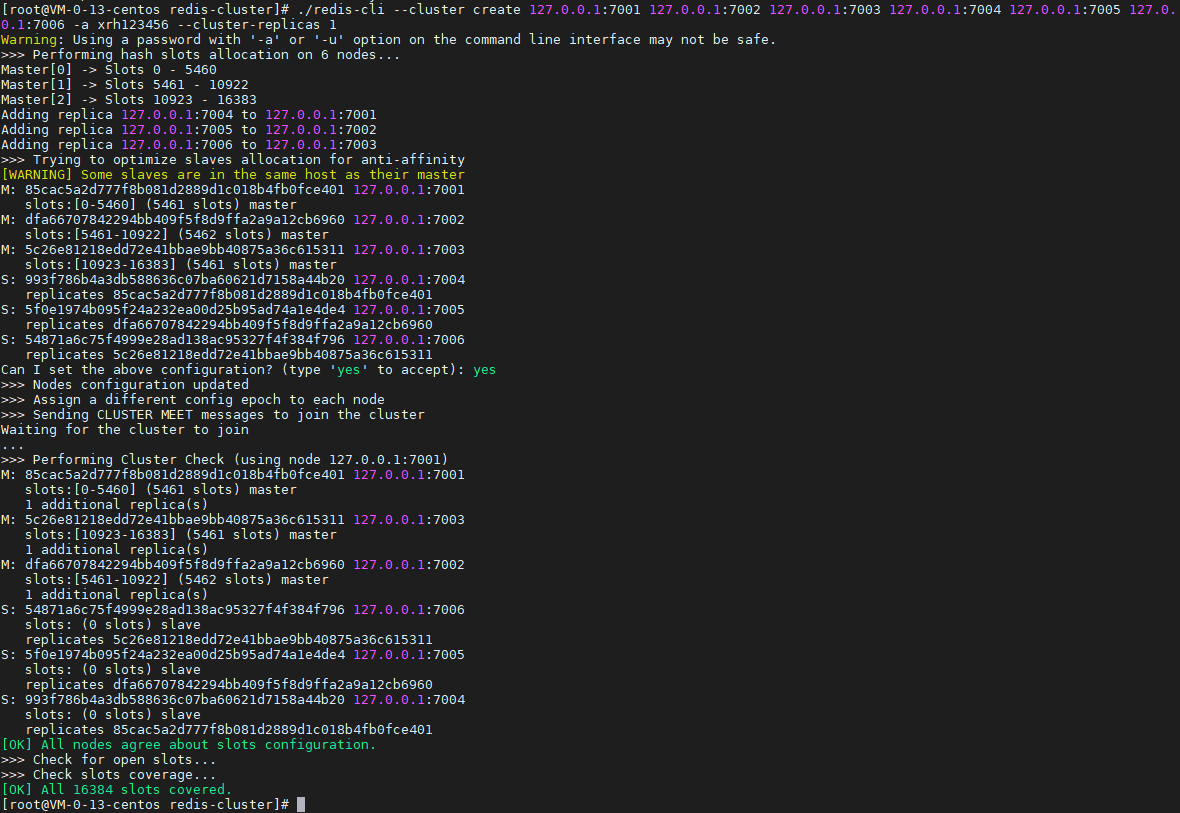 [root@VM-0-13-centos redis-cluster]# ./redis-cli --cluster create 127.0.0.1:7001 127.0.0.1:7002 127.0.0.1:7003 127.0.0.1:7004 127.0.0.1:7005 127.0.
0.1:7006 -a xrh123456 --cluster-replicas 1
Warning: Using a password with '-a' or '-u' option on the command line interface may not be safe.
>>> Performing hash slots allocation on 6 nodes...
Master[0] -> Slots 0 - 5460
Master[1] -> Slots 5461 - 10922
Master[2] -> Slots 10923 - 16383
Adding replica 127.0.0.1:7004 to 127.0.0.1:7001
Adding replica 127.0.0.1:7005 to 127.0.0.1:7002
Adding replica 127.0.0.1:7006 to 127.0.0.1:7003
>>> Trying to optimize slaves allocation for anti-affinity
[WARNING] Some slaves are in the same host as their master
M: 85cac5a2d777f8b081d2889d1c018b4fb0fce401 127.0.0.1:7001
   slots:[0-5460] (5461 slots) master
M: dfa66707842294bb409f5f8d9ffa2a9a12cb6960 127.0.0.1:7002
   slots:[5461-10922] (5462 slots) master
M: 5c26e81218edd72e41bbae9bb40875a36c615311 127.0.0.1:7003
   slots:[10923-16383] (5461 slots) master
S: 993f786b4a3db588636c07ba60621d7158a44b20 127.0.0.1:7004
   replicates 85cac5a2d777f8b081d2889d1c018b4fb0fce401
S: 5f0e1974b095f24a232ea00d25b95ad74a1e4de4 127.0.0.1:7005
   replicates dfa66707842294bb409f5f8d9ffa2a9a12cb6960
S: 54871a6c75f4999e28ad138ac95327f4f384f796 127.0.0.1:7006
   replicates 5c26e81218edd72e41bbae9bb40875a36c615311
Can I set the above configuration? (type 'yes' to accept): yes
>>> Nodes configuration updated
>>> Assign a different config epoch to each node
>>> Sending CLUSTER MEET messages to join the cluster
Waiting for the cluster to join
...
>>> Performing Cluster Check (using node 127.0.0.1:7001)
M: 85cac5a2d777f8b081d2889d1c018b4fb0fce401 127.0.0.1:7001
   slots:[0-5460] (5461 slots) master
   1 additional replica(s)
M: 5c26e81218edd72e41bbae9bb40875a36c615311 127.0.0.1:7003
   slots:[10923-16383] (5461 slots) master
   1 additional replica(s)
M: dfa66707842294bb409f5f8d9ffa2a9a12cb6960 127.0.0.1:7002
   slots:[5461-10922] (5462 slots) master
   1 additional replica(s)
S: 54871a6c75f4999e28ad138ac95327f4f384f796 127.0.0.1:7006
   slots: (0 slots) slave
   replicates 5c26e81218edd72e41bbae9bb40875a36c615311
S: 5f0e1974b095f24a232ea00d25b95ad74a1e4de4 127.0.0.1:7005
   slots: (0 slots) slave
   replicates dfa66707842294bb409f5f8d9ffa2a9a12cb6960
S: 993f786b4a3db588636c07ba60621d7158a44b20 127.0.0.1:7004
   slots: (0 slots) slave
   replicates 85cac5a2d777f8b081d2889d1c018b4fb0fce401
[OK] All nodes agree about slots configuration.
>>> Check for open slots...
>>> Check slots coverage...
[OK] All 16384 slots covered.
[root@VM-0-13-centos redis-cluster]#